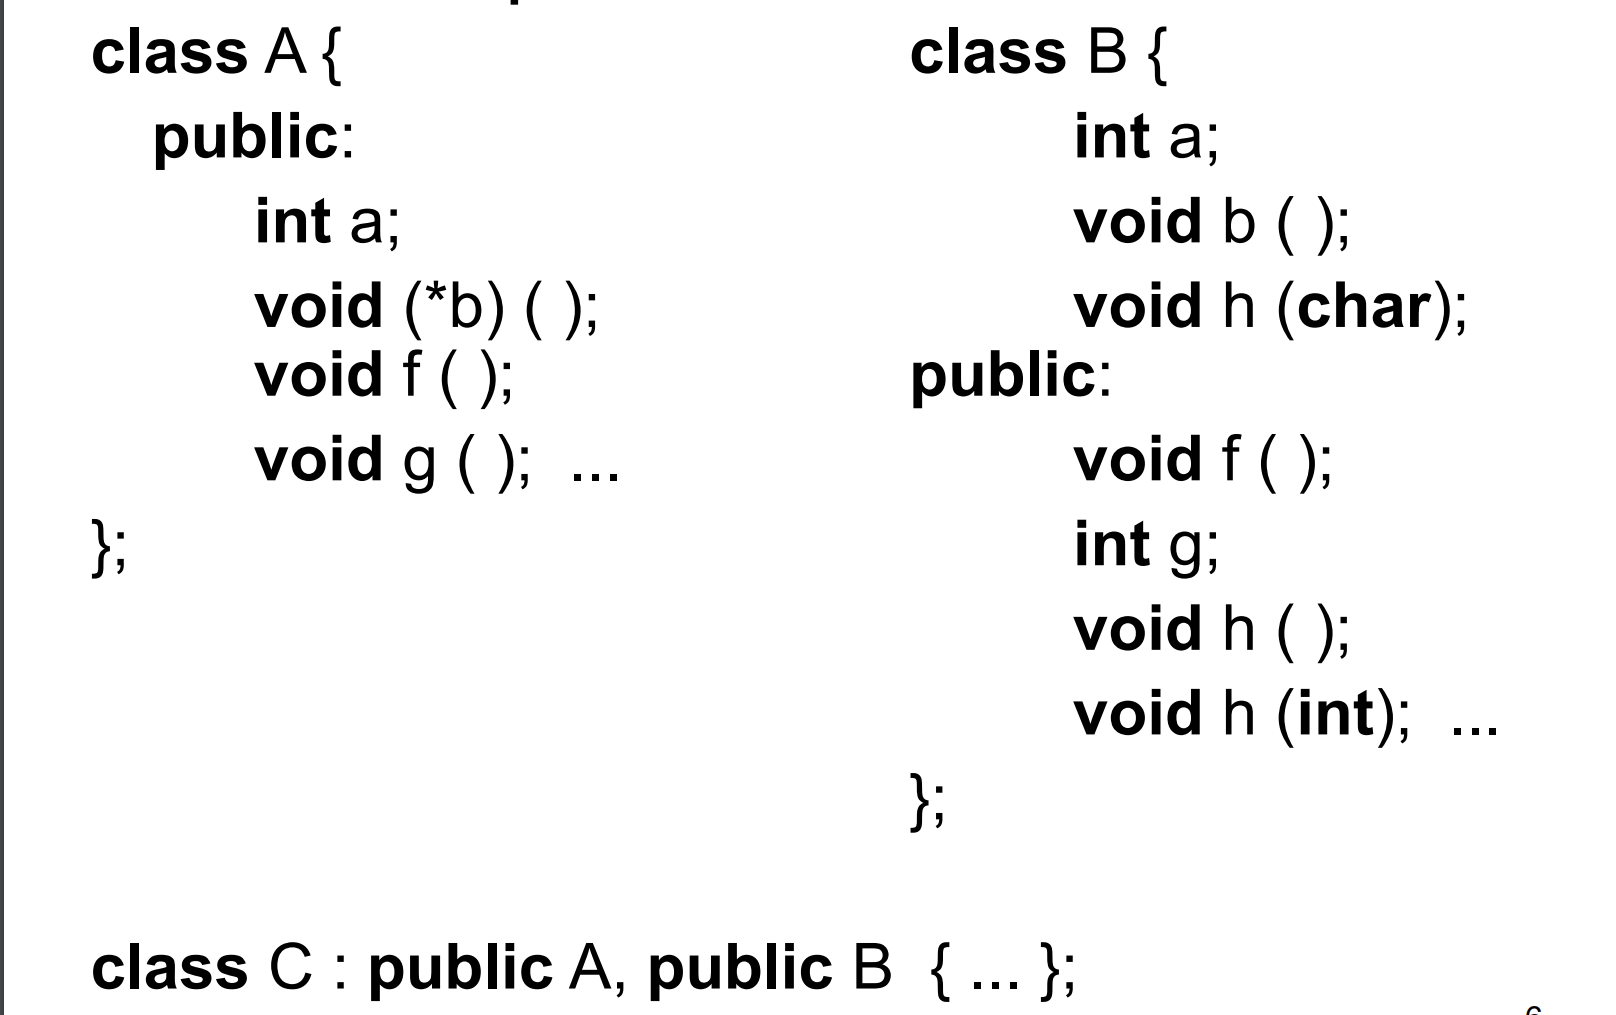 class A {
public:
int a;
void (*b) ( );
void f ( );
void g ( ); ...
};
class B {
int a;
void b ( );
void h (char);
public:
void f ( );
int g;
void h ( );
void h (int); ...
};
class C : public A, public B { ... };